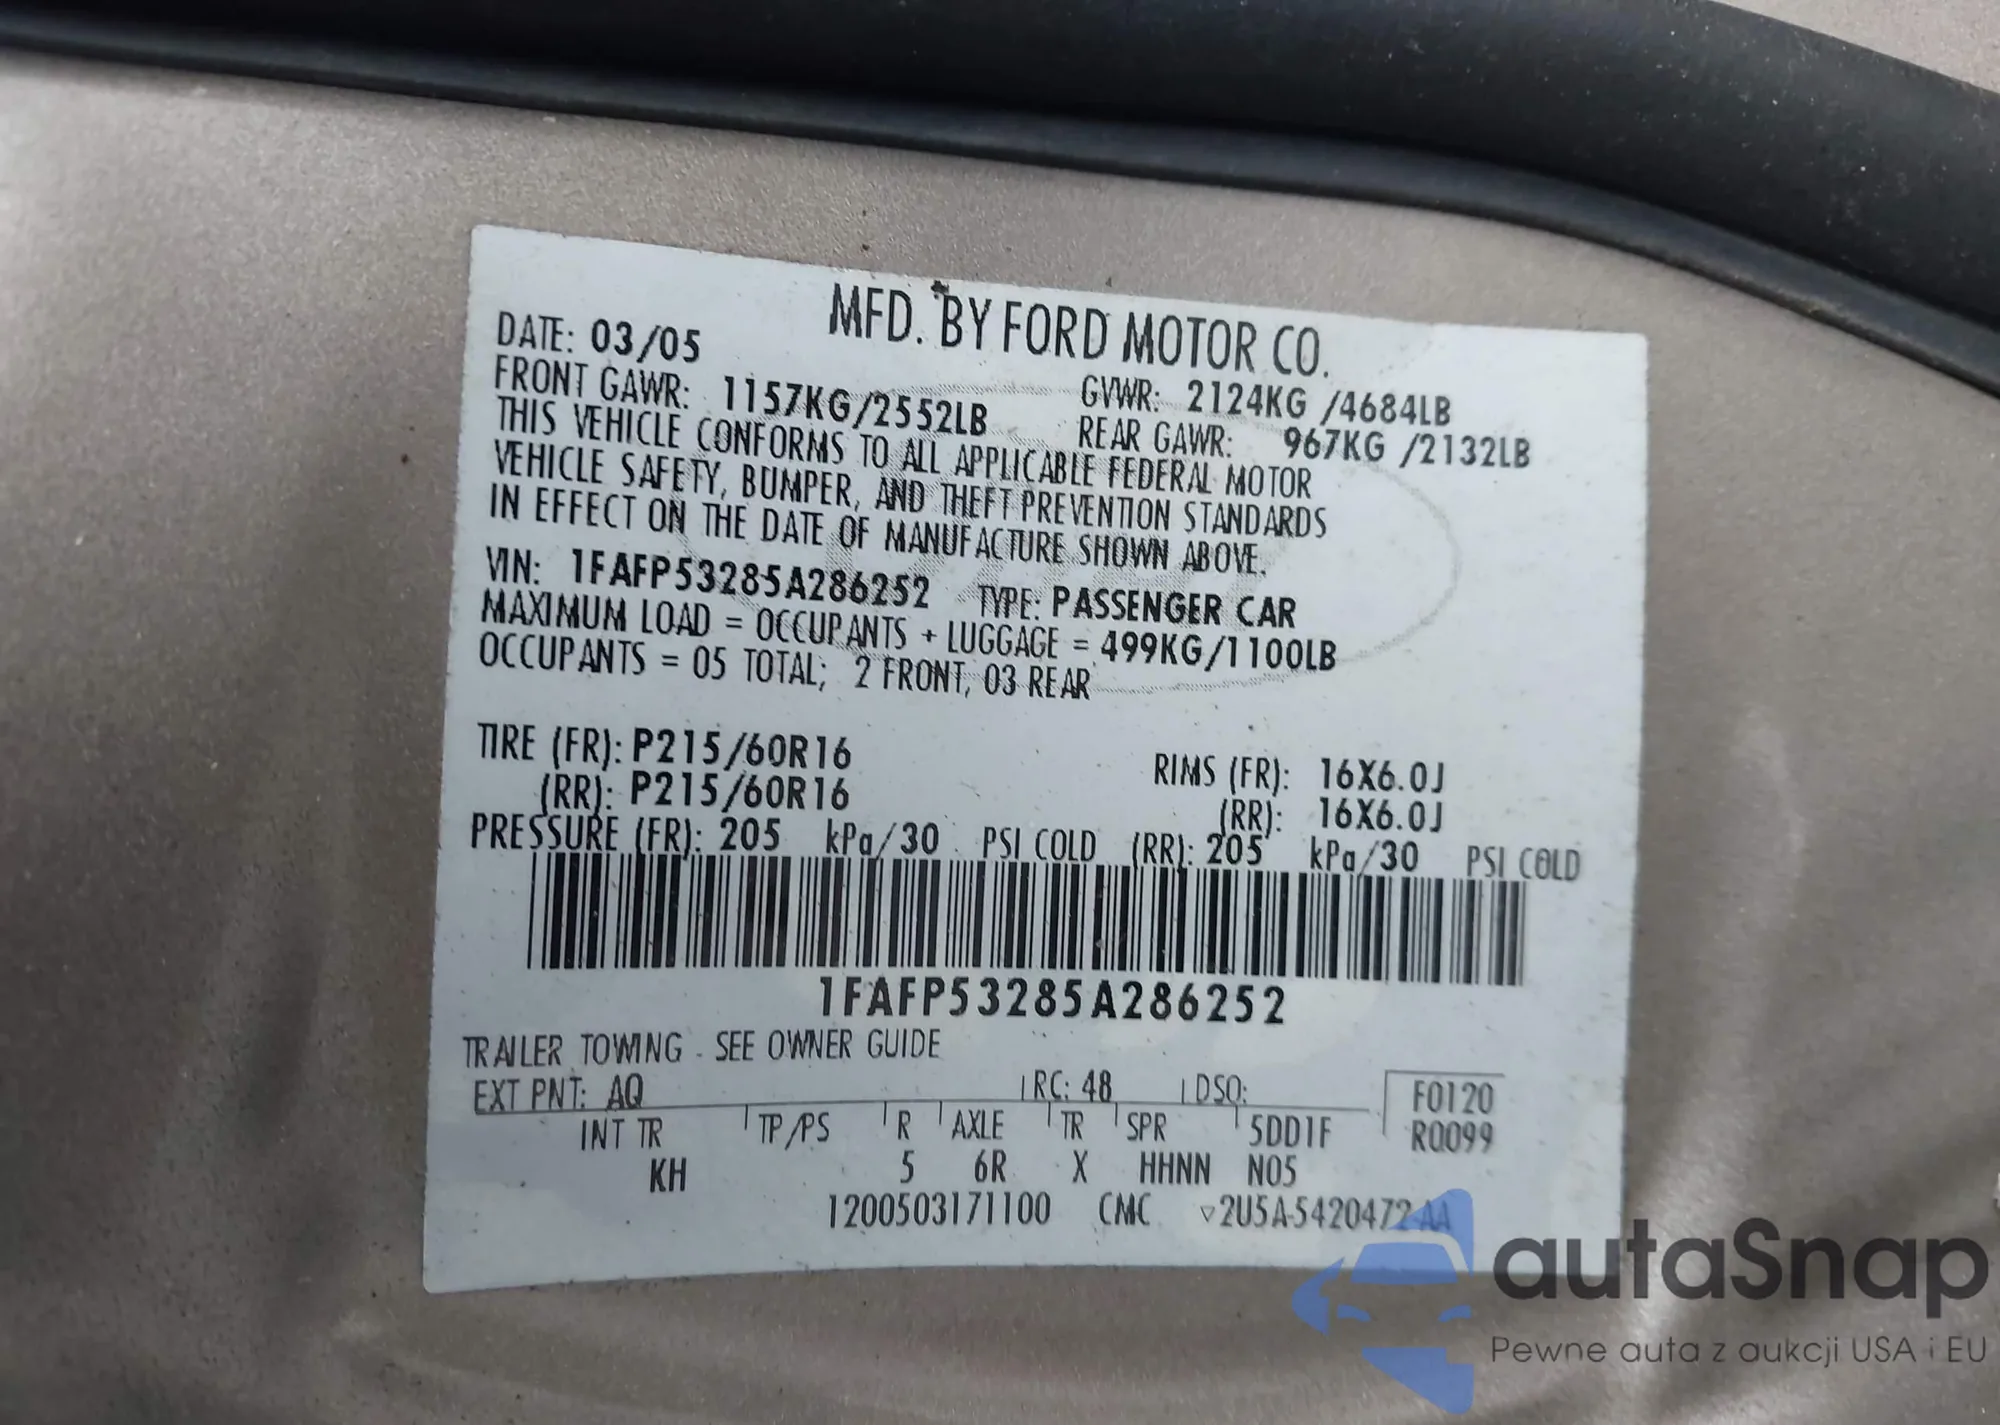 MFD. BY FORD MOTOR CO.
DATE: 03/05
FRONT GAWR: 1157KG/2552LB
GVWR: 2124KG /4684LB
REAR GAWR: 967KG /2132LB
THIS VEHICLE CONFORMS TO ALL APPLICABLE FEDERAL MOTOR
VEHICLE SAFETY, BUMPER, AND THEFT PREVENTION STANDARDS
IN EFFECT ON THE DATE OF MANUFACTURE SHOWN ABOVE.
VIN: 1FAFP53285A286252 TYPE: PASSENGER CAR
MAXIMUM LOAD = OCCUPANTS + LUGGAGE = 499KG/1100LB
OCCUPANTS = 05 TOTAL; 2 FRONT, 03 REAR
TIRE (FR): P215/60R16 RIMS (FR): 16X6.0J
(RR): P215/60R16 (RR): 16X6.0J
PRESSURE (FR): 205 kPa/30 PSI COLD (RR): 205 kPa/30 PSI COLD
1FAFP53285A286252
TRAILER TOWING - SEE OWNER GUIDE
EXT PNT: AQ RC: 48 DSO: F0120
INT TR TP/PS R AXLE TR SPR 5DD1F R0099
KH 5 6R X HHNN N05
1200503171100 CMC ▽2U5A-5420472-AA
autaSnap
Pewne auta z aukcji USA i EU